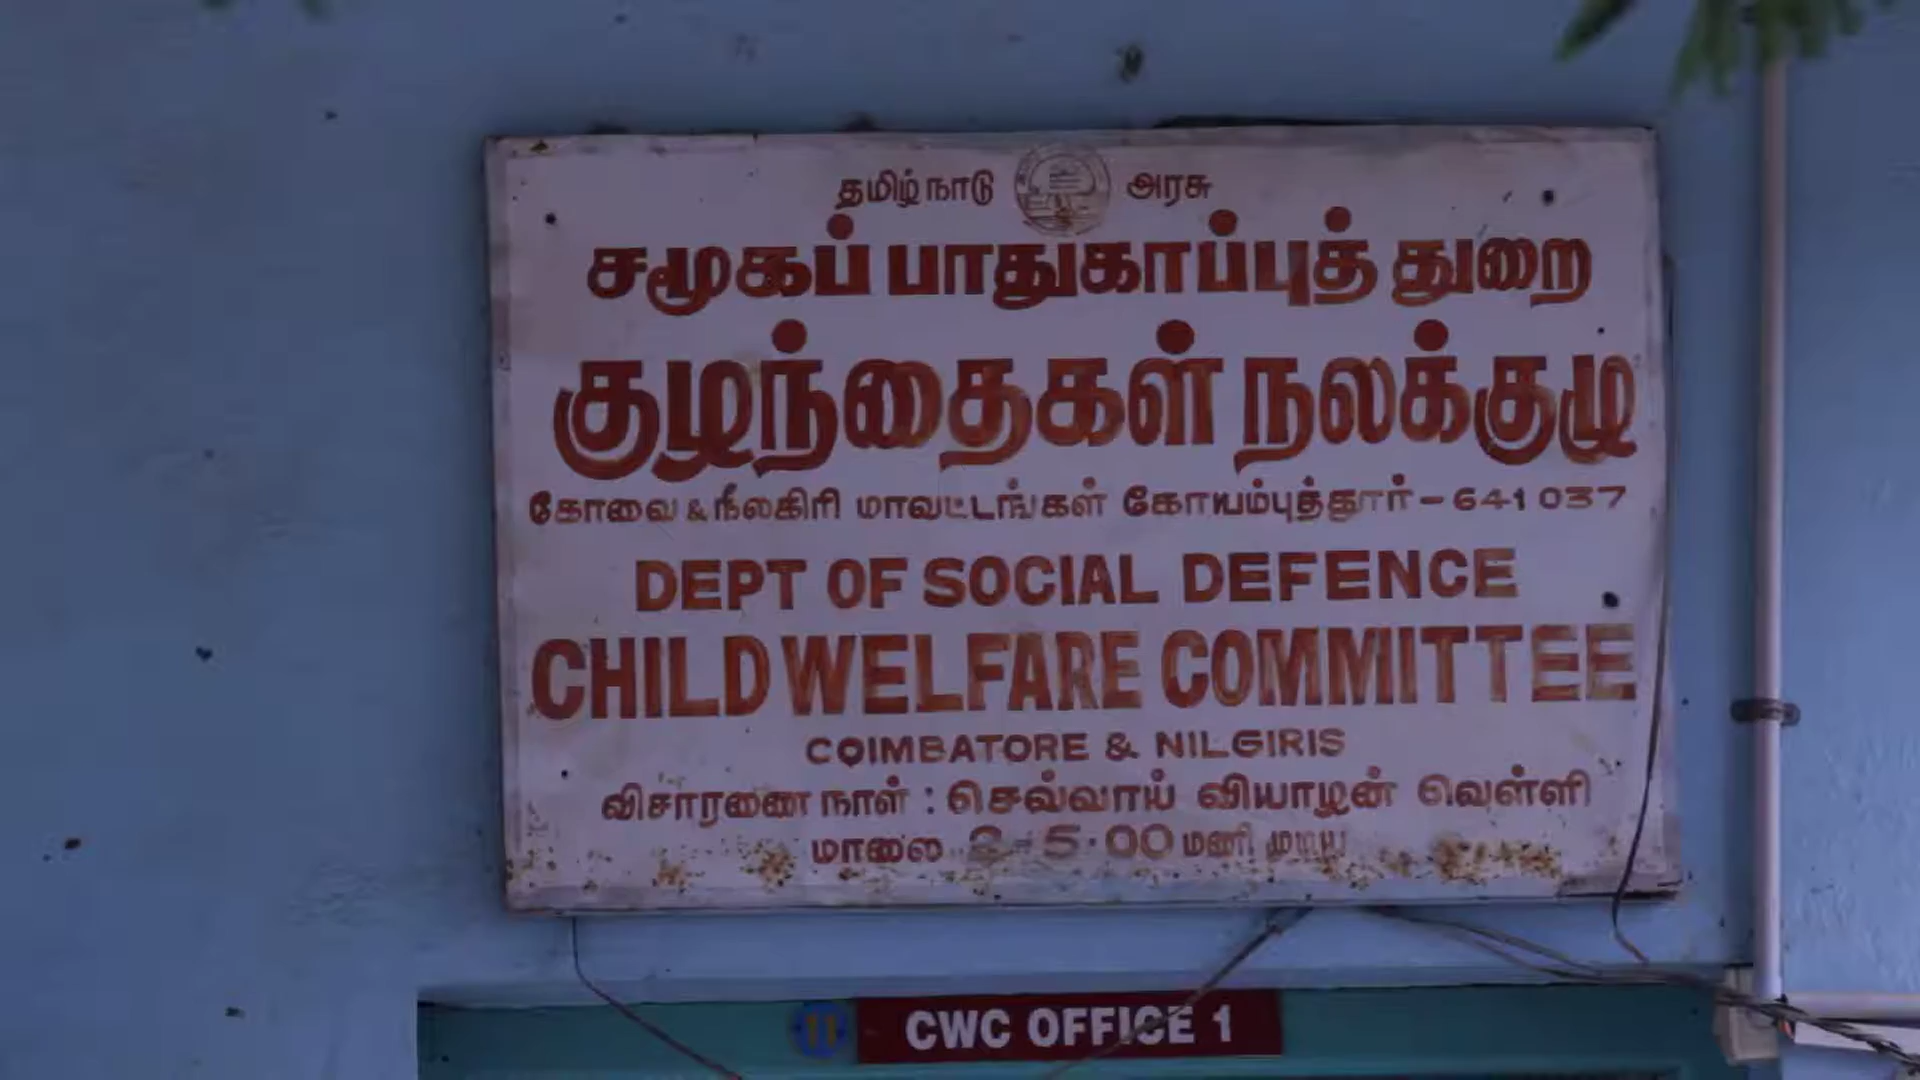 தமிழ்நாடு அரசு
சமூகப் பாதுகாப்புத் துறை
குழந்தைகள் நலக்குழு
கோவை & நீலகிரி மாவட்டங்கள் கோயம்புத்தூர் - 641 037
DEPT OF SOCIAL DEFENCE
CHILD WELFARE COMMITTEE
COIMBATORE & NILGIRIS
விசாரணை நாள் : செவ்வாய் வியாழன் வெள்ளி
மாலை 2-5·00 மணி முடிய
11 CWC OFFICE 1